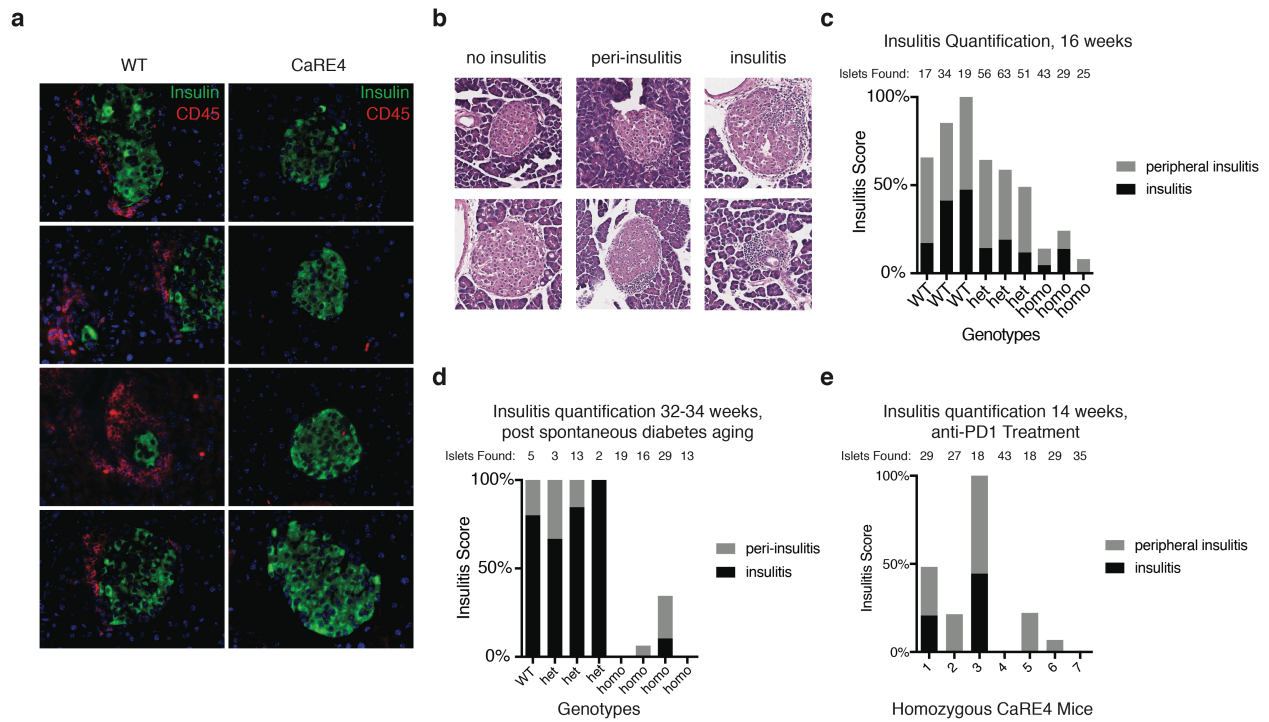 a
WT
CaRE4
Insulin
CD45
Insulin
CD45
b
no insulitis
peri-insulitis
insulitis
c
Insulitis Quantification, 16 weeks
Islets Found: 17 34 19 56 63 51 43 29 25
100%
50%
0%
Insulitis Score
WT WT WT het het het homo homo homo
Genotypes
peripheral insulitis
insulitis
d
Insulitis quantification 32-34 weeks,
post spontaneous diabetes aging
Islets Found: 5 3 13 2 19 16 29 13
100%
50%
0%
Insulitis Score
WT het het het homo homo homo homo
Genotypes
peri-insulitis
insulitis
e
Insulitis quantification 14 weeks,
anti-PD1 Treatment
Islets Found: 29 27 18 43 18 29 35
100%
50%
0%
Insulitis Score
1 2 3 4 5 6 7
Homozygous CaRE4 Mice
peripheral insulitis
insulitis